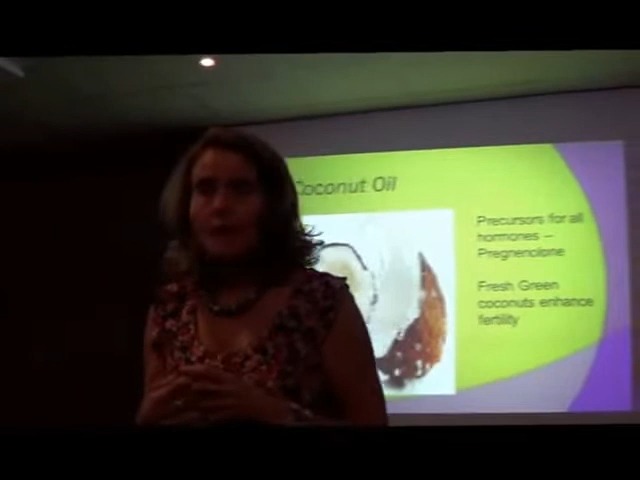 Coconut Oil
Precursors for all
hormones –
Pregnenolone
Fresh Green
coconuts enhance
fertility